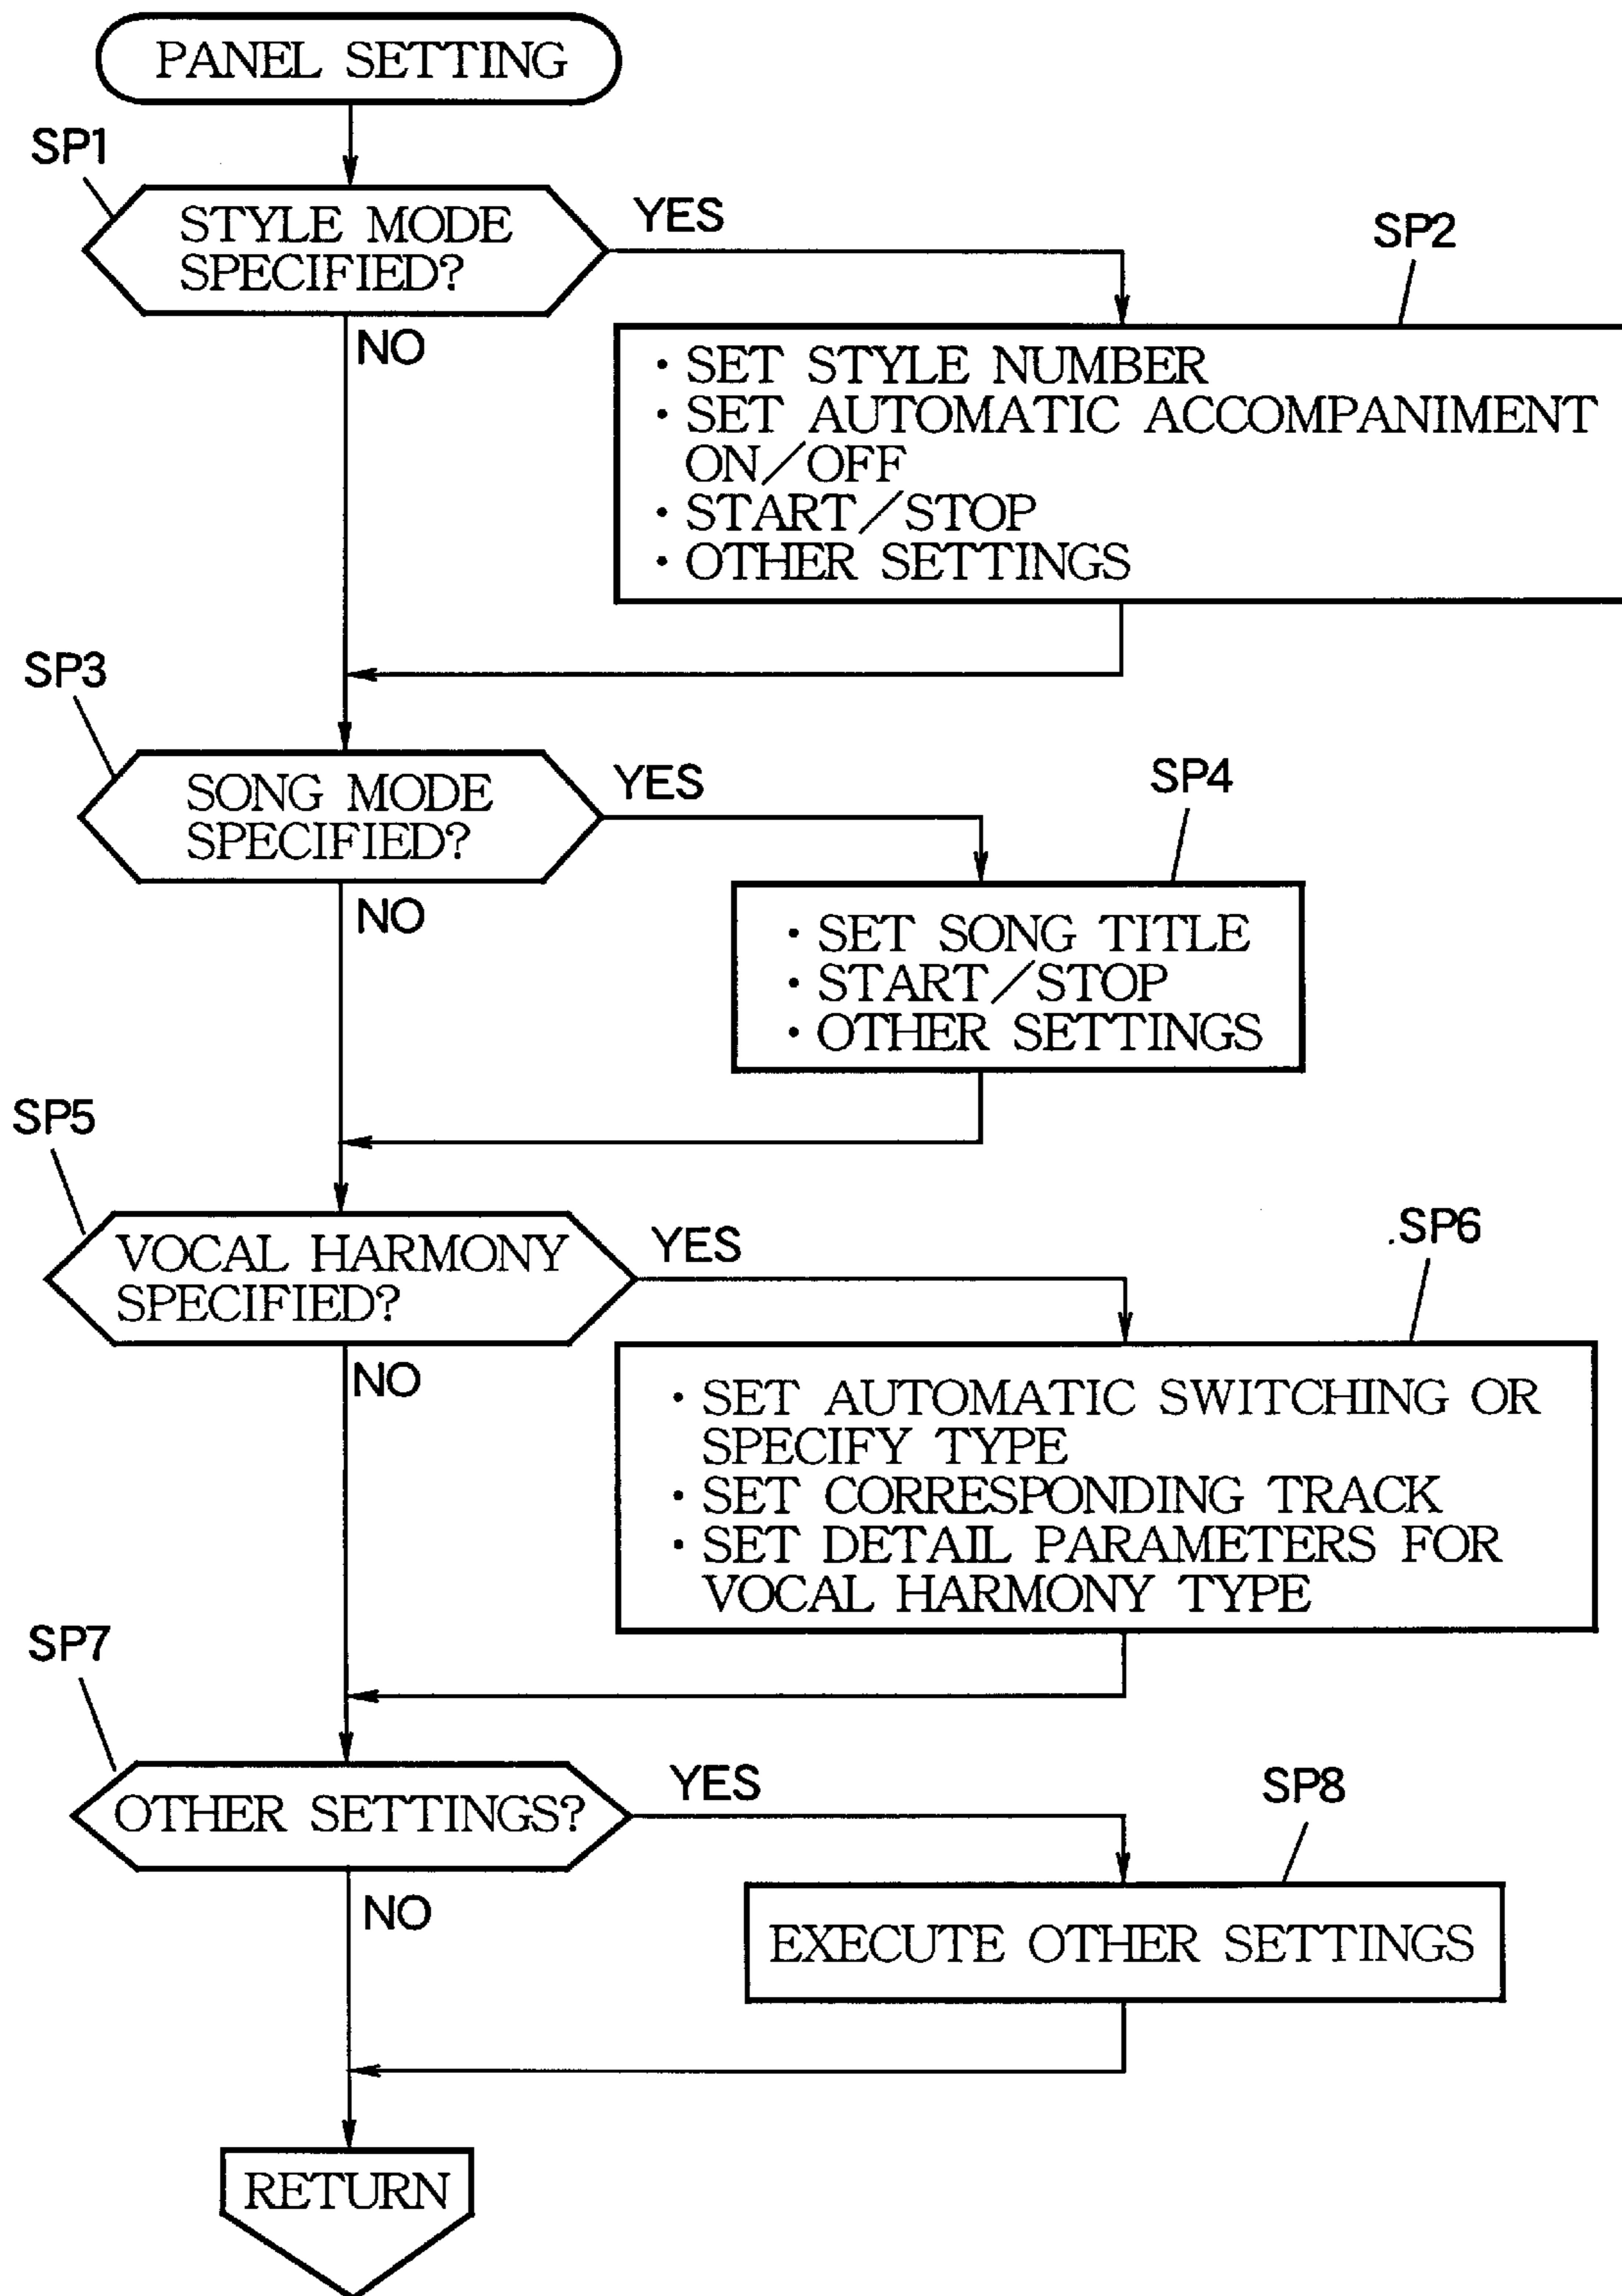 PANEL SETTING
SP1
STYLE MODE
SPECIFIED?
YES
NO
SP2
・SET STYLE NUMBER
・SET AUTOMATIC ACCOMPANIMENT
ON/OFF
・START/STOP
・OTHER SETTINGS
SP3
SONG MODE
SPECIFIED?
YES
NO
SP4
・SET SONG TITLE
・START/STOP
・OTHER SETTINGS
SP5
VOCAL HARMONY
SPECIFIED?
YES
NO
SP6
・SET AUTOMATIC SWITCHING OR
SPECIFY TYPE
・SET CORRESPONDING TRACK
・SET DETAIL PARAMETERS FOR
VOCAL HARMONY TYPE
SP7
OTHER SETTINGS?
YES
NO
SP8
EXECUTE OTHER SETTINGS
RETURN